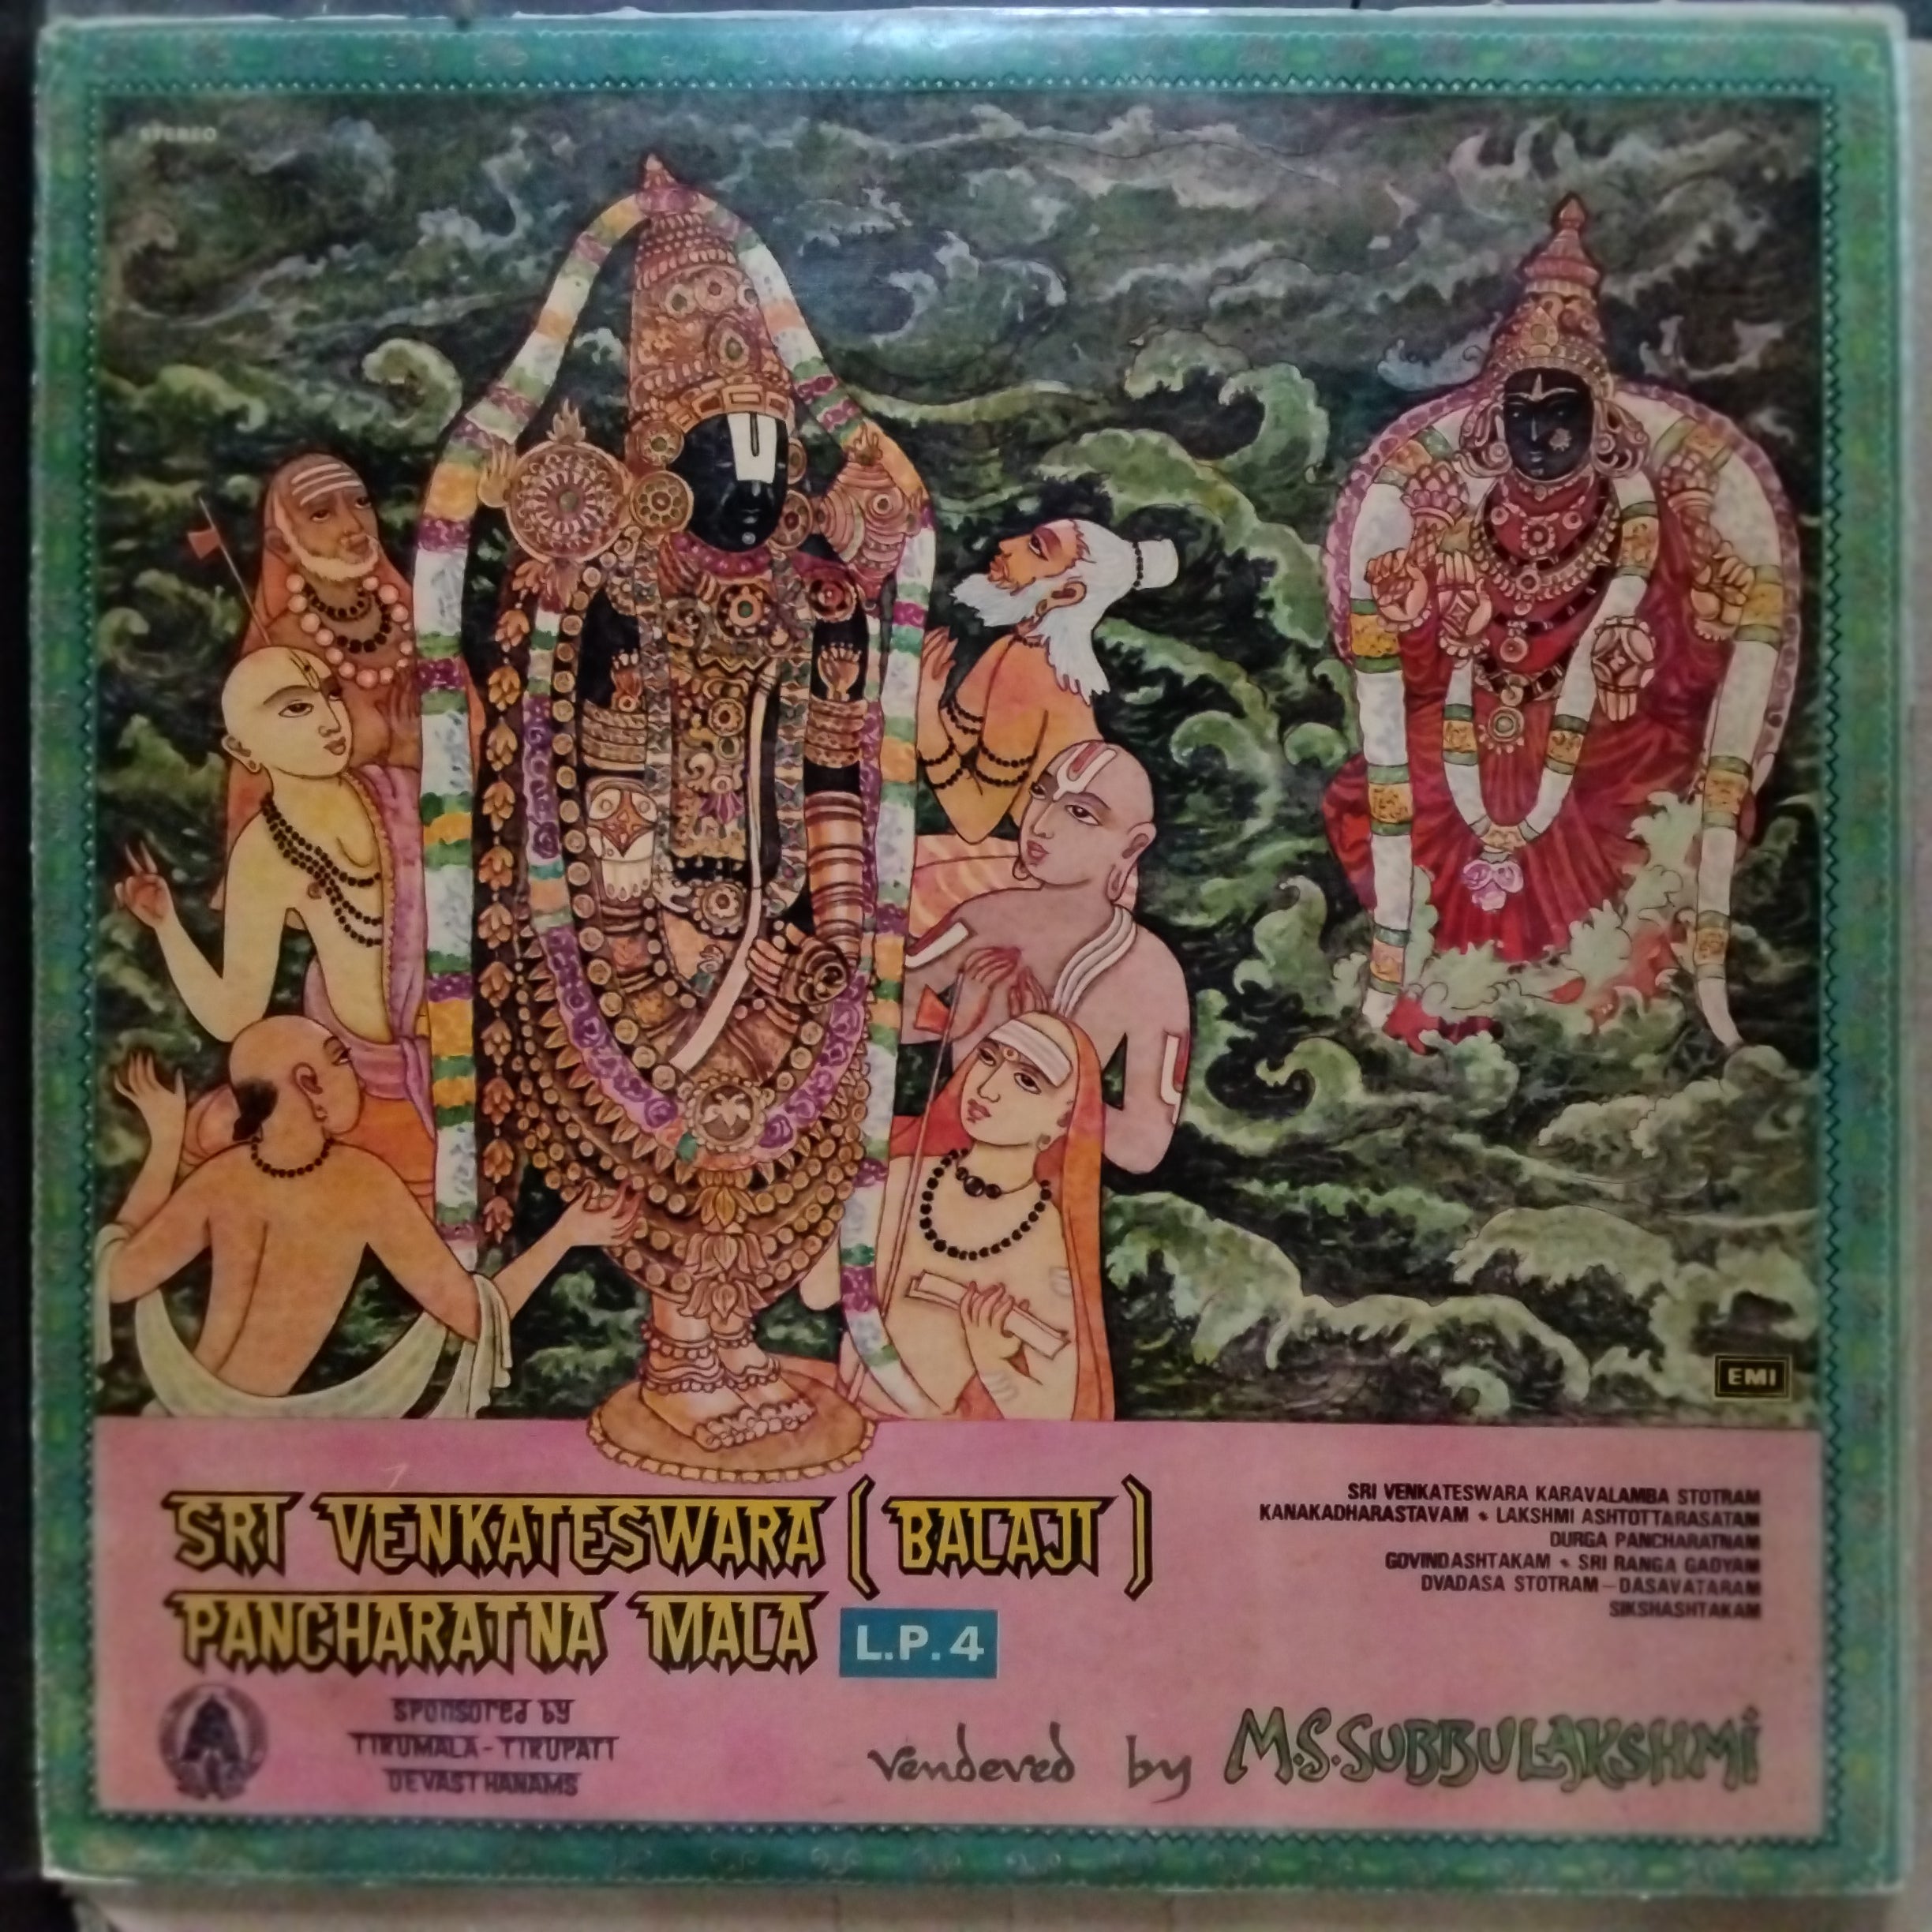 STEREO
EMI
SRI VENKATESWARA (BALAJI)
PANCHARATNA MALA L.P.4
SRI VENKATESWARA KARAVALAMBA STOTRAM
KANAKADHARASTAVAM • LAKSHMI ASHTOTTARASATAM
DURGA PANCHARATNAM
GOVINDASHTAKAM • SRI RANGA GADYAM
DVADASA STOTRAM – DASAVATARAM
SIKSHASHTAKAM
SPONSORED by
TIRUMALA - TIRUPATI
DEVASTHANAMS
rendered by M.S.SUBBULAKSHMI